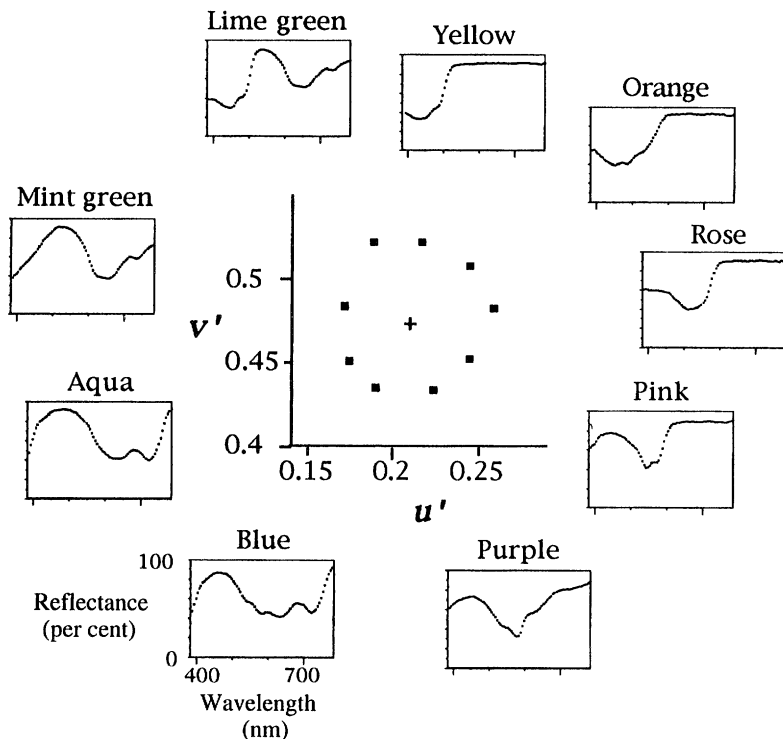 Lime green
Yellow
Orange
Mint green
Rose
0.5
v'
0.45
Aqua
Pink
0.4
0.15
0.2
0.25
u'
Blue
Purple
100
Reflectance
(per cent)
0
400
700
Wavelength
(nm)